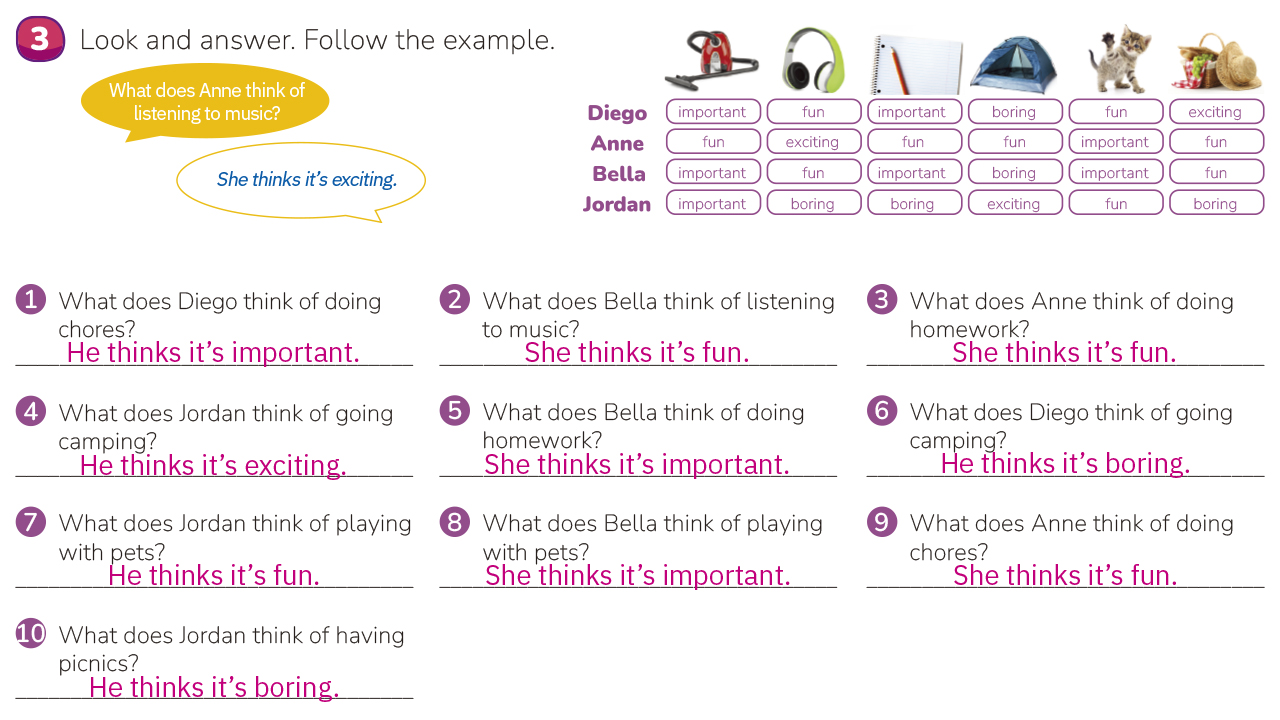 3 Look and answer. Follow the example.
What does Anne think of
listening to music?
She thinks it's exciting.
Diego important fun important boring fun exciting
Anne fun exciting fun fun important fun
Bella important fun important boring important fun
Jordan important boring boring exciting fun boring
1 What does Diego think of doing
chores?
He thinks it's important.
2 What does Bella think of listening
to music?
She thinks it's fun.
3 What does Anne think of doing
homework?
She thinks it's fun.
4 What does Jordan think of going
camping?
He thinks it's exciting.
5 What does Bella think of doing
homework?
She thinks it's important.
6 What does Diego think of going
camping?
He thinks it's boring.
7 What does Jordan think of playing
with pets?
He thinks it's fun.
8 What does Bella think of playing
with pets?
She thinks it's important.
9 What does Anne think of doing
chores?
She thinks it's fun.
10 What does Jordan think of having
picnics?
He thinks it's boring.